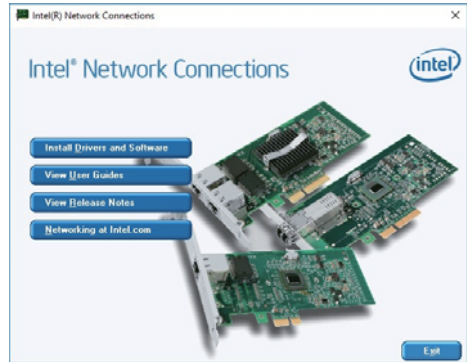 Intel(R) Network Connections
Intel® Network Connections
intel
Install Drivers and Software
View User Guides
View Release Notes
Networking at Intel.com
Exit